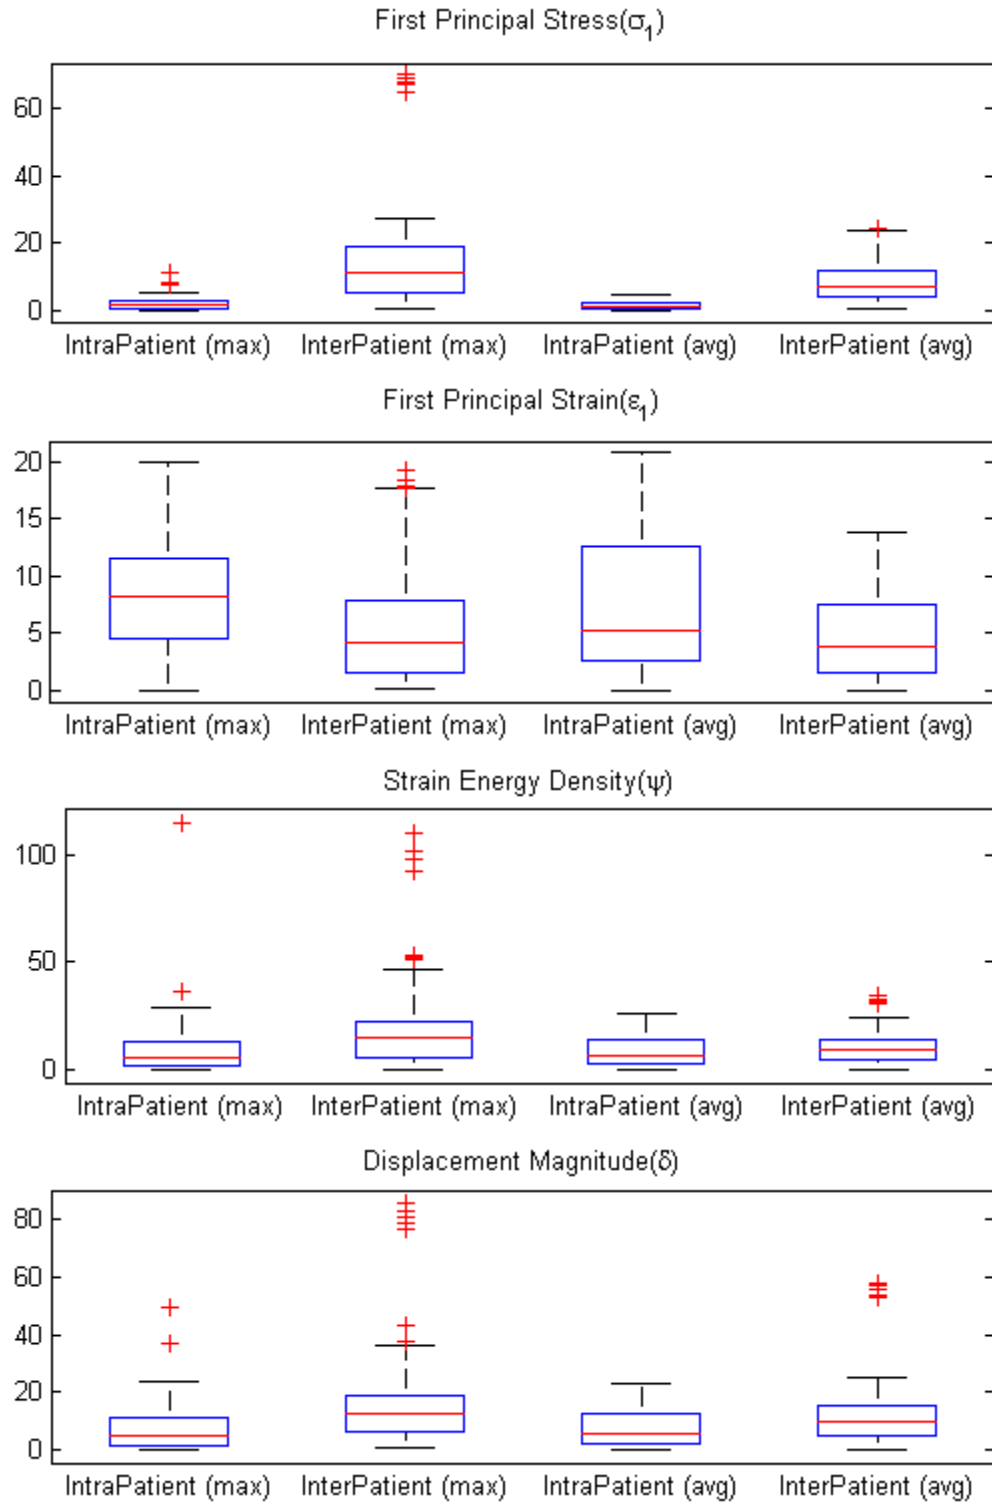 First Principal Stress(σ₁)
60
40
20
0
IntraPatient (max) InterPatient (max) IntraPatient (avg) InterPatient (avg)
First Principal Strain(ε₁)
20
15
10
5
0
IntraPatient (max) InterPatient (max) IntraPatient (avg) InterPatient (avg)
Strain Energy Density(ψ)
100
50
0
IntraPatient (max) InterPatient (max) IntraPatient (avg) InterPatient (avg)
Displacement Magnitude(δ)
80
60
40
20
0
IntraPatient (max) InterPatient (max) IntraPatient (avg) InterPatient (avg)